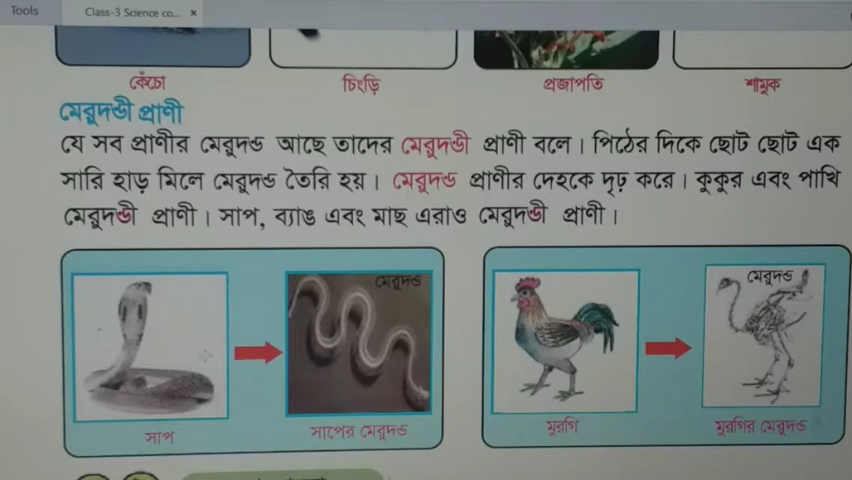 Tools
Class-3 Science co... ×
কেঁচো
চিংড়ি
প্রজাপতি
শামুক
মেরুদণ্ডী প্রাণী
যে সব প্রাণীর মেরুদণ্ড আছে তাদের মেরুদণ্ডী প্রাণী বলে। পিঠের দিকে ছোট ছোট এক
সারি হাড় মিলে মেরুদণ্ড তৈরি হয়। মেরুদণ্ড প্রাণীর দেহকে দৃঢ় করে। কুকুর এবং পাখি
মেরুদণ্ডী প্রাণী। সাপ, ব্যাঙ এবং মাছ এরাও মেরুদণ্ডী প্রাণী।
মেরুদণ্ড
মেরুদণ্ড
সাপ
সাপের মেরুদণ্ড
মুরগি
মুরগির মেরুদণ্ড